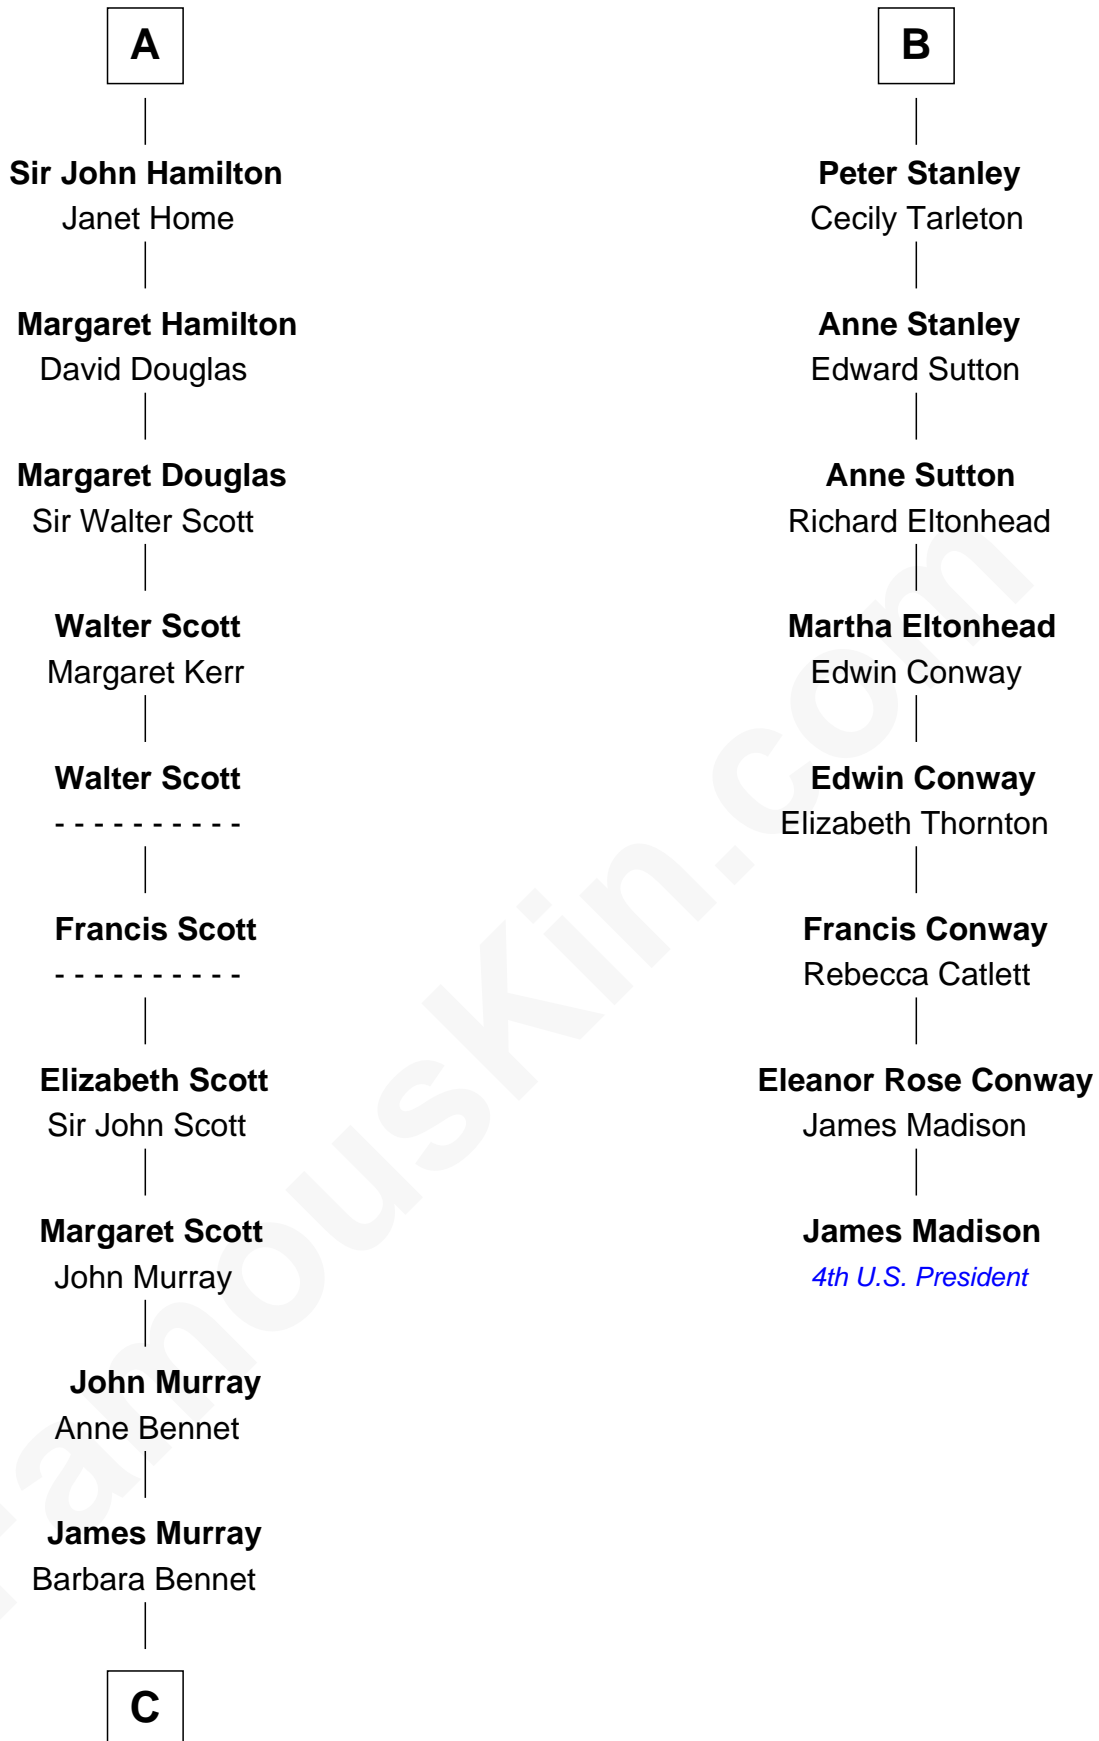 A
Sir John Hamilton
Janet Home
Margaret Hamilton
David Douglas
Margaret Douglas
Sir Walter Scott
Walter Scott
Margaret Kerr
Walter Scott
- - - - - - - - - -
Francis Scott
- - - - - - - - - -
Elizabeth Scott
Sir John Scott
Margaret Scott
John Murray
John Murray
Anne Bennet
James Murray
Barbara Bennet
C
B
Peter Stanley
Cecily Tarleton
Anne Stanley
Edward Sutton
Anne Sutton
Richard Eltonhead
Martha Eltonhead
Edwin Conway
Edwin Conway
Elizabeth Thornton
Francis Conway
Rebecca Catlett
Eleanor Rose Conway
James Madison
James Madison
4th U.S. President
FamousKin.com